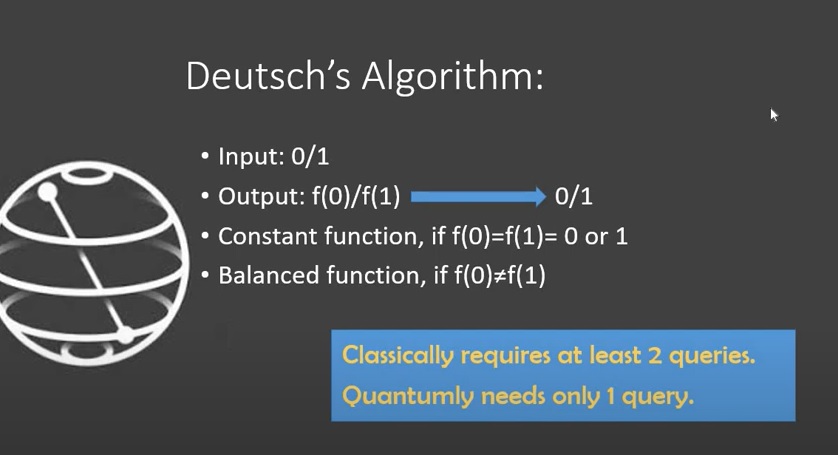 Deutsch’s Algorithm:
• Input: 0/1
• Output: f(0)/f(1) 0/1
• Constant function, if f(0)=f(1)= 0 or 1
• Balanced function, if f(0)≠f(1)
Classically requires at least 2 queries.
Quantumly needs only 1 query.